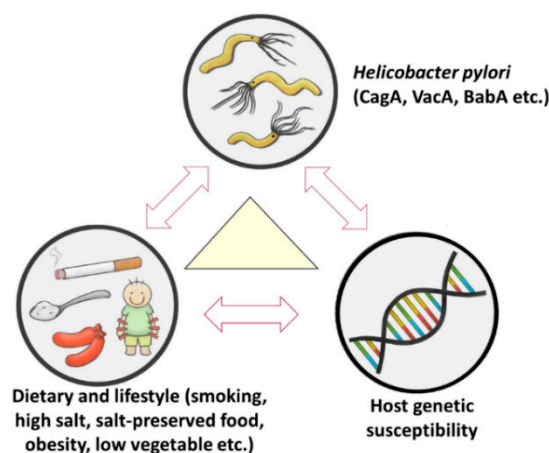 Helicobacter pylori
(CagA, VacA, BabA etc.)
Dietary and lifestyle (smoking,
high salt, salt-preserved food,
obesity, low vegetable etc.)
Host genetic
susceptibility